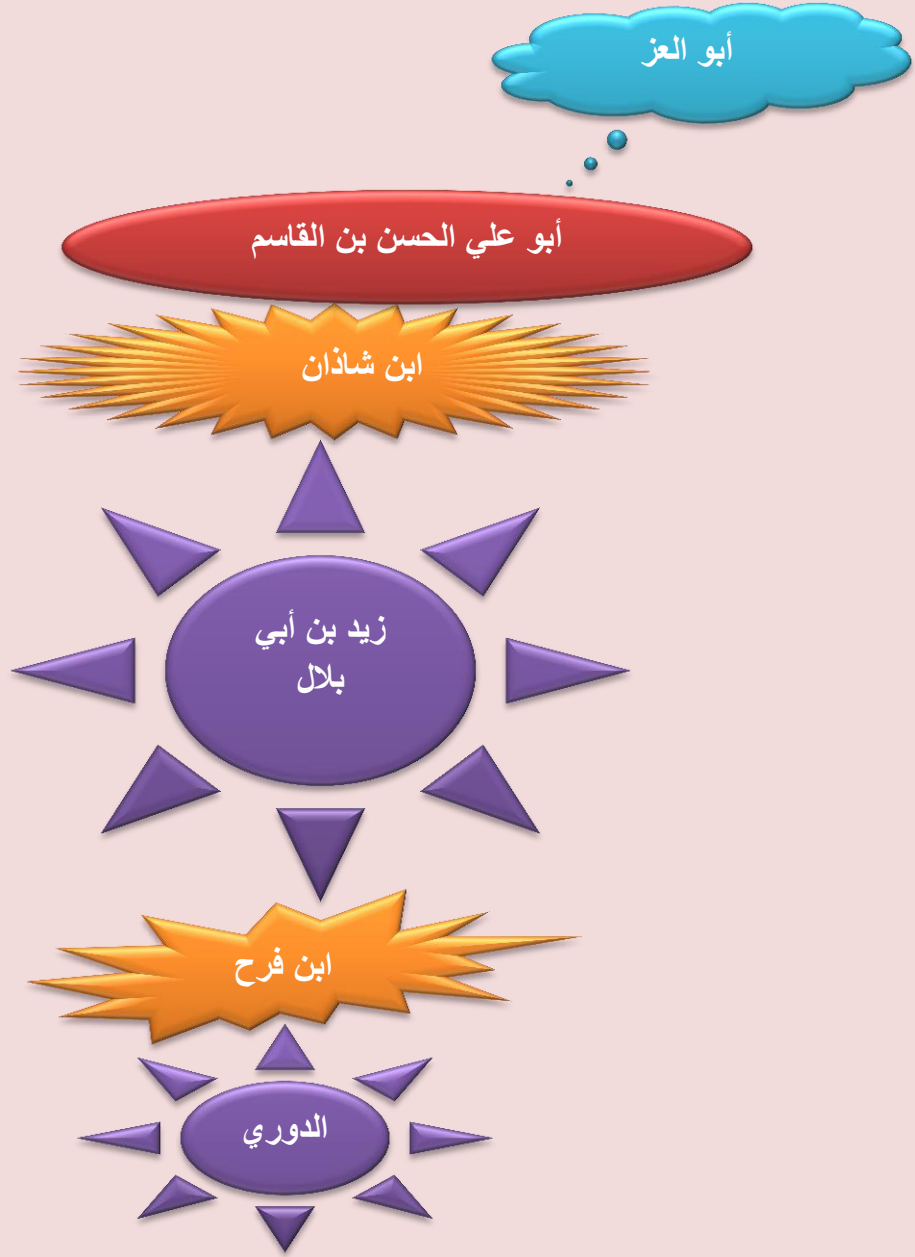 أبو العز
أبو علي الحسن بن القاسم
ابن شاذان
زيد بن أبي
بلال
ابن فرح
الدوري